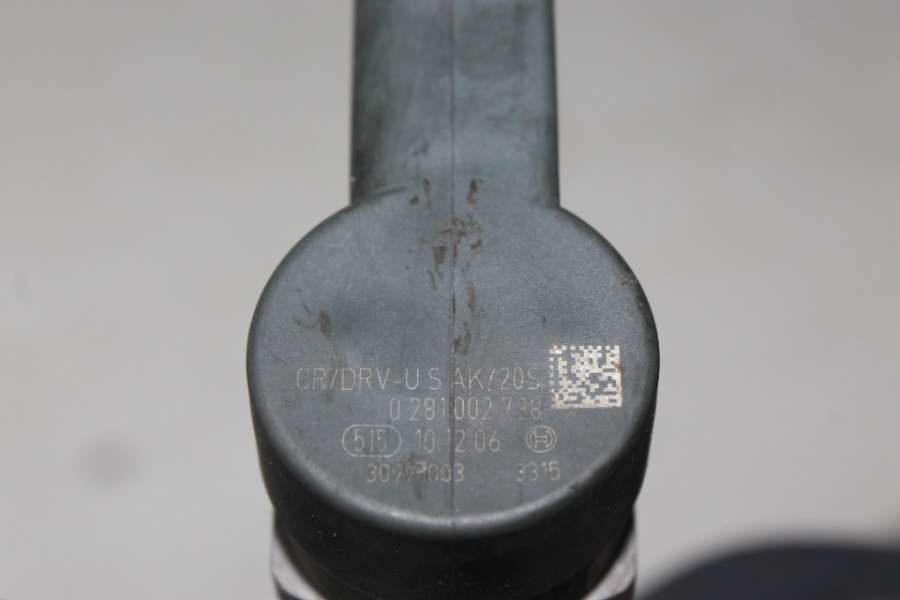 CR/DRV-U S AK/20S
0 281 002 738
515 10.12.06
3315